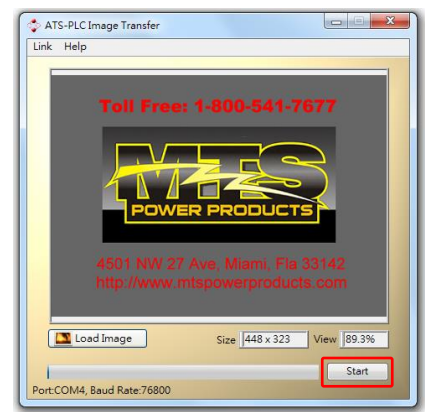 ATS-PLC Image Transfer
Link Help
Toll Free: 1-800-541-7677
MTS
POWER PRODUCTS
4501 NW 27 Ave, Miami, Fla 33142
http://www.mtspowerproducts.com
Load Image Size 448 x 323 View 89.3%
Start
Port:COM4, Baud Rate:76800